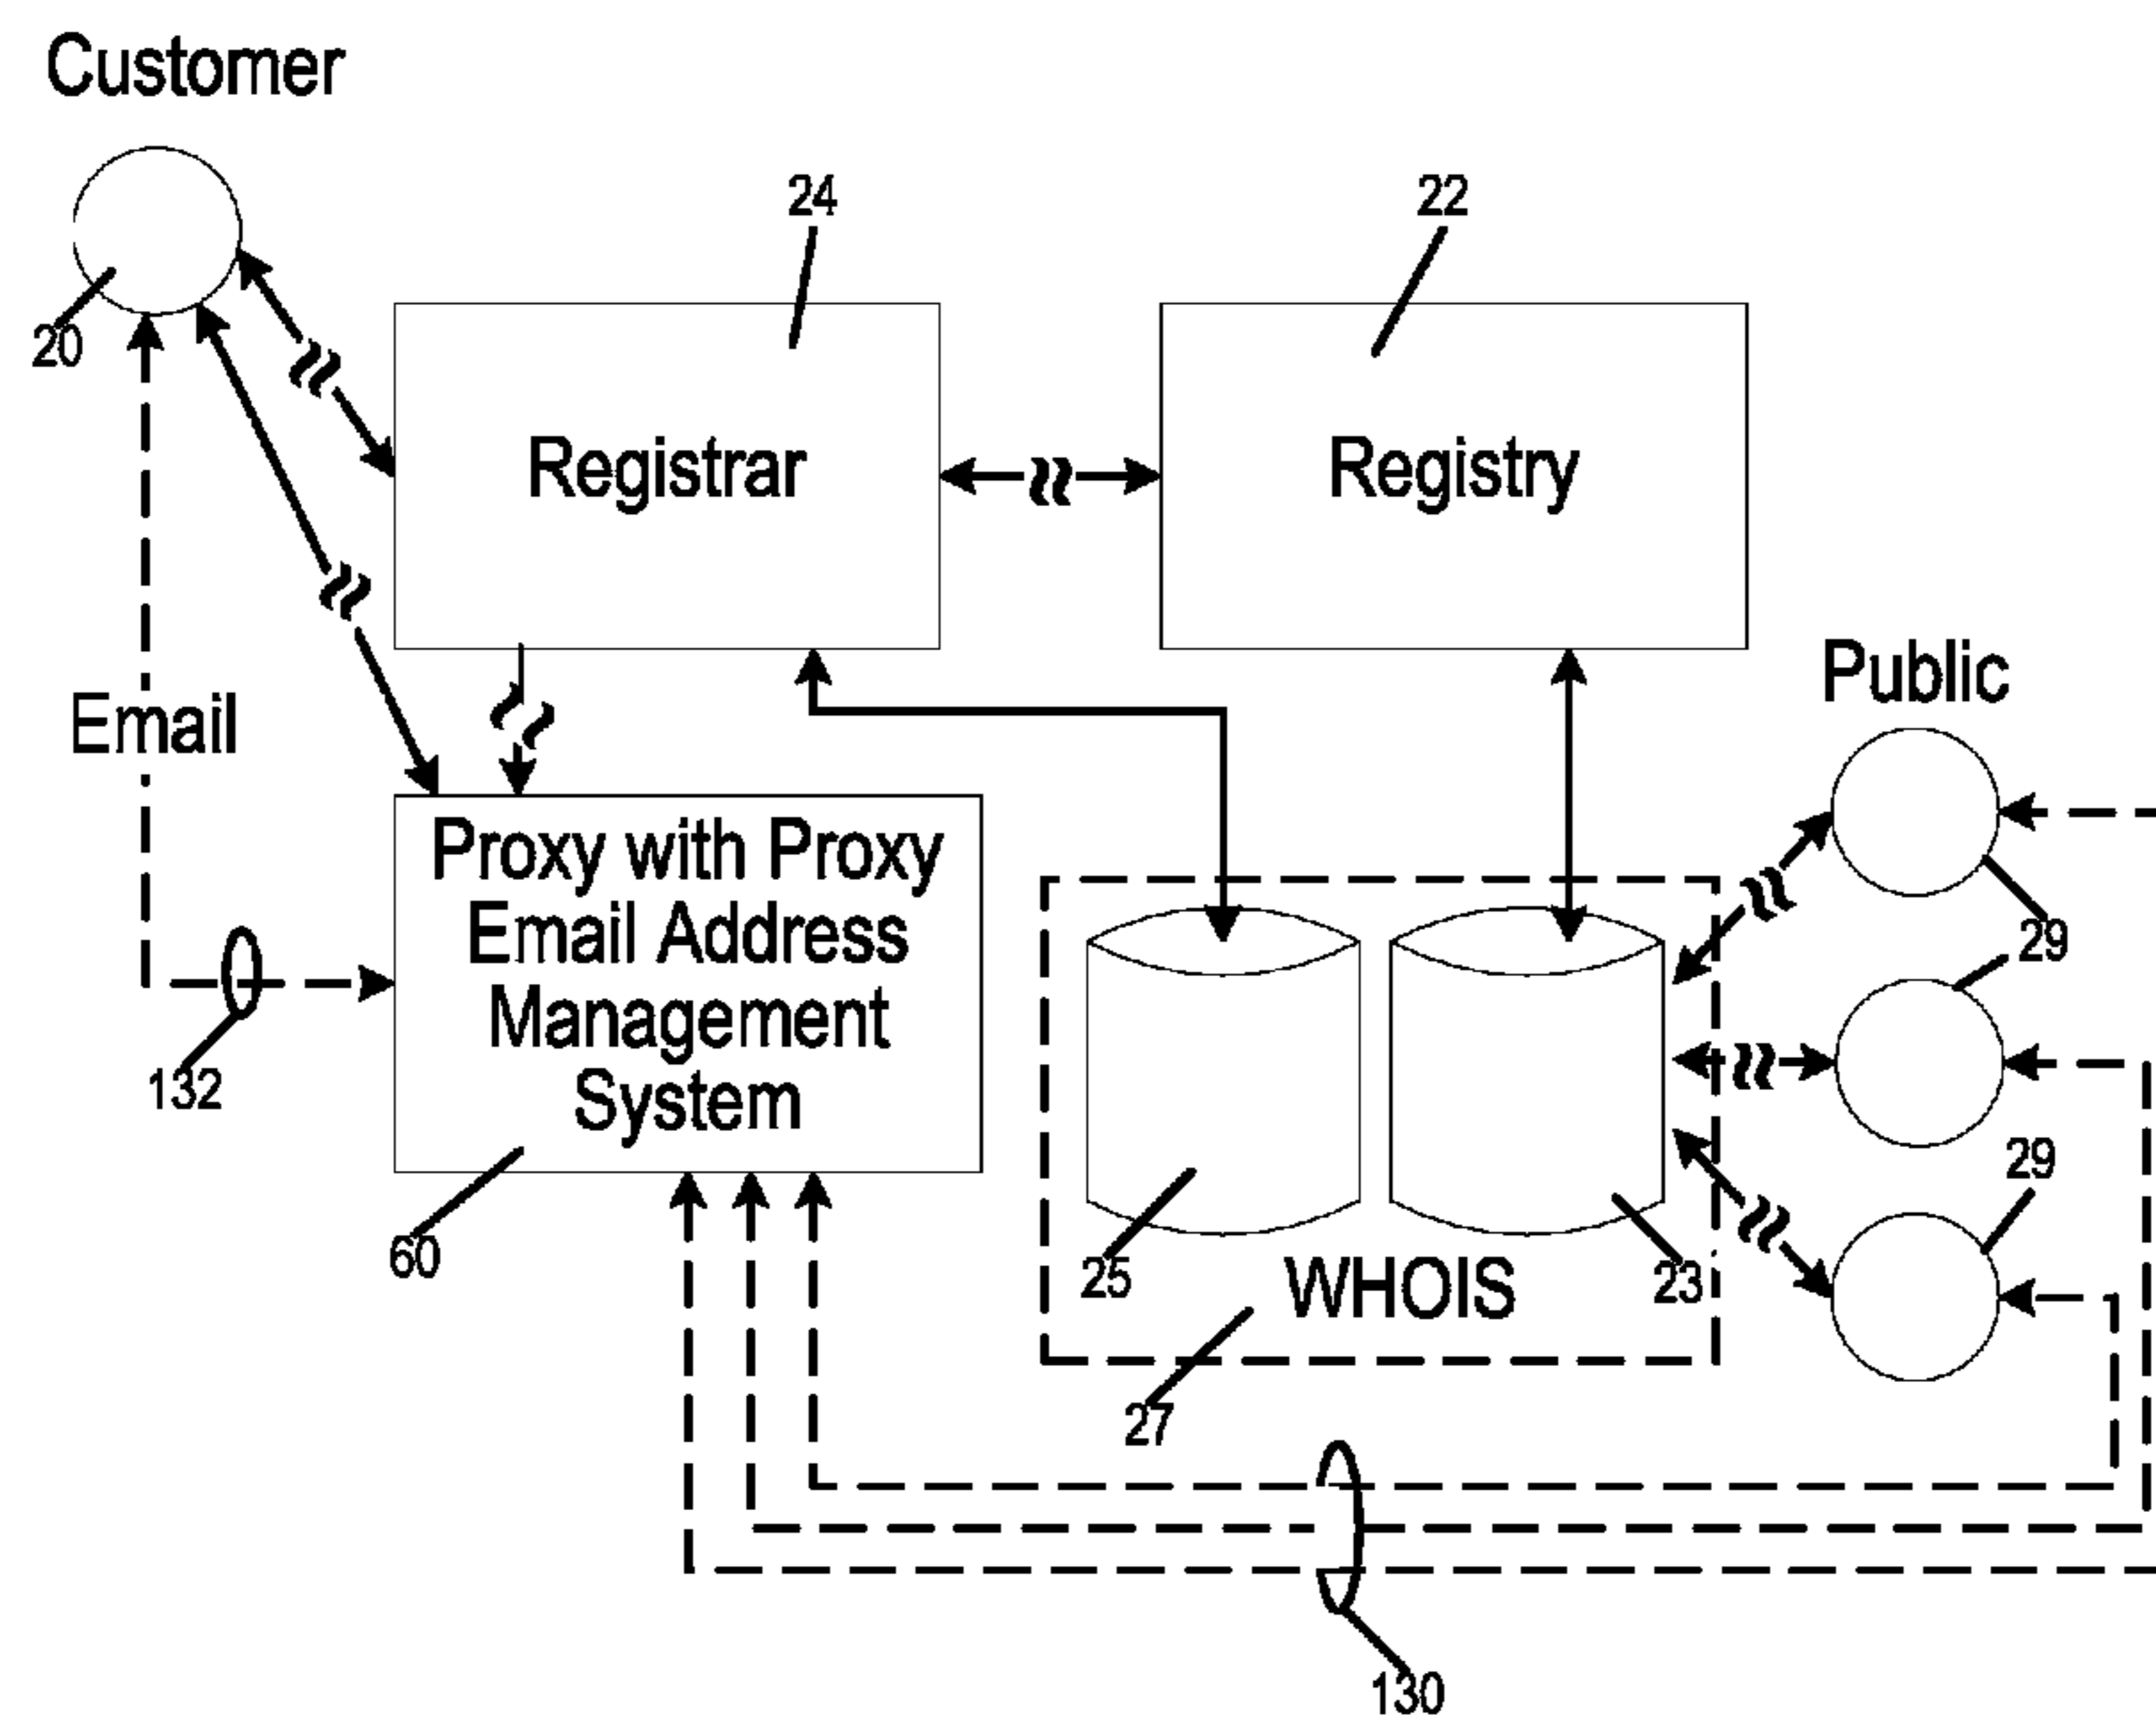 Customer
24
22
20
Registrar
Registry
Public
Email
Proxy with Proxy
Email Address
Management
System
29
132
29
60
25
WHOIS
23
27
130